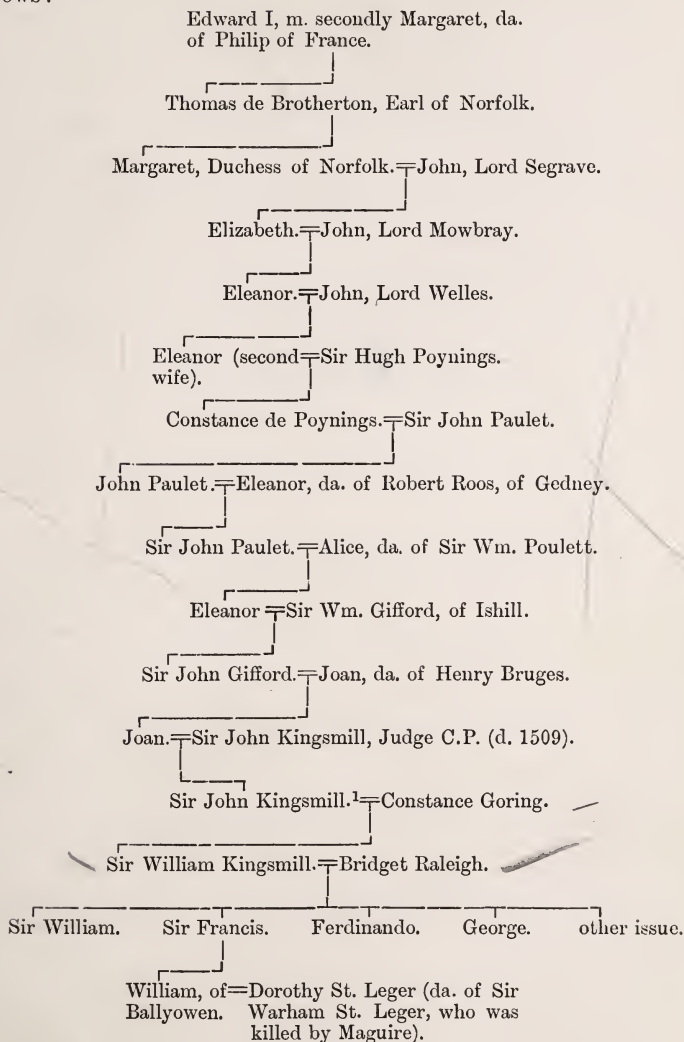 Edward I, m. secondly Margaret, da.
of Philip of France.
Thomas de Brotherton, Earl of Norfolk.
Margaret, Duchess of Norfolk.=John, Lord Segrave.
Elizabeth.=John, Lord Mowbray.
Eleanor.=John, Lord Welles.
Eleanor (second=Sir Hugh Poynings.
wife).
Constance de Poynings.=Sir John Paulet.
John Paulet.=Eleanor, da. of Robert Roos, of Gedney.
Sir John Paulet.=Alice, da. of Sir Wm. Poulett.
Eleanor=Sir Wm. Gifford, of Ishill.
Sir John Gifford.=Joan, da. of Henry Bruges.
Joan.=Sir John Kingsmill, Judge C.P. (d. 1509).
Sir John Kingsmill.¹=Constance Goring.
Sir William Kingsmill.=Bridget Raleigh.
Sir William. Sir Francis. Ferdinando. George. other issue.
William, of=Dorothy St. Leger (da. of Sir
Ballyowen. Warham St. Leger, who was
killed by Maguire).